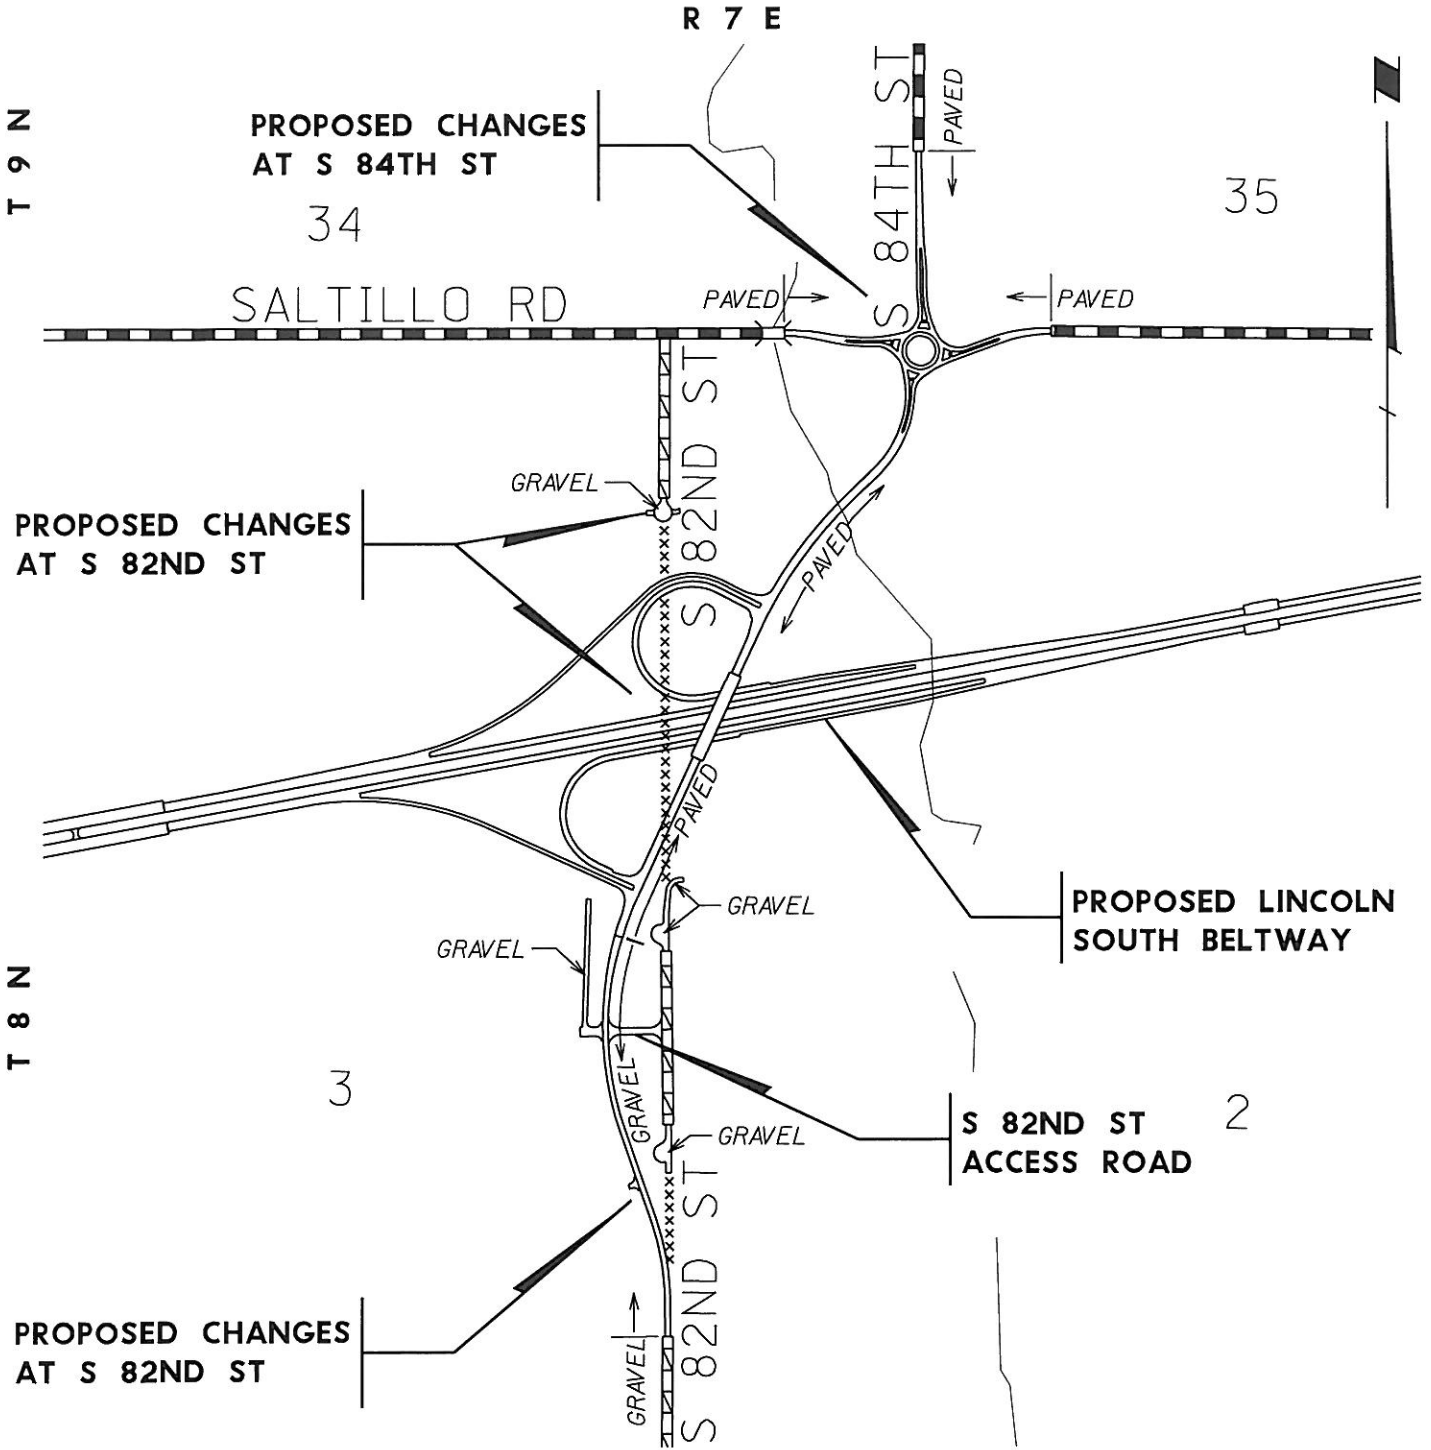 R 7 E
T 9 N
PROPOSED CHANGES
AT S 84TH ST
S 84TH ST
PAVED
34
35
SALTILLO RD
PAVED
PAVED
S 82ND ST
GRAVEL
PROPOSED CHANGES
AT S 82ND ST
PAVED
PAVED
GRAVEL
PROPOSED LINCOLN
SOUTH BELTWAY
GRAVEL
T 8 N
3
GRAVEL
2
S 82ND ST
ACCESS ROAD
GRAVEL
S 82ND ST
PROPOSED CHANGES
AT S 82ND ST
GRAVEL